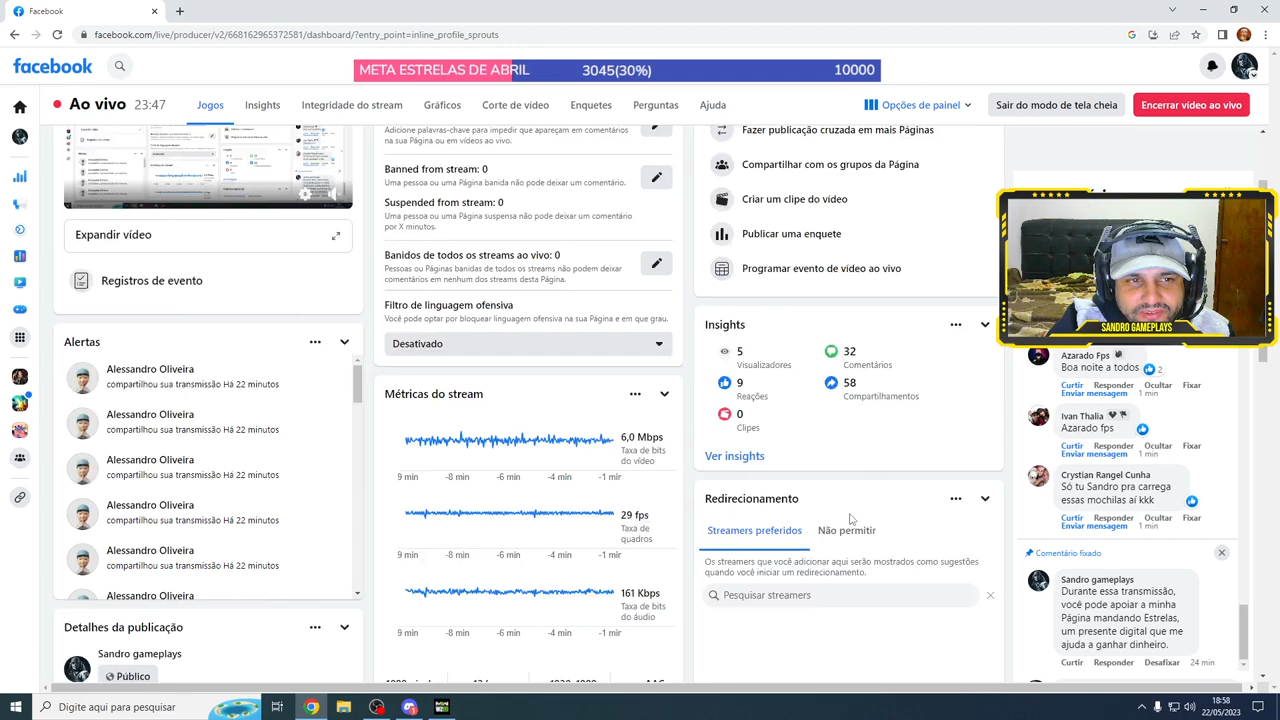 Facebook
facebook.com/live/producer/v2/668162965372581/dashboard/?entry_point=inline_profile_sprouts
facebook
META ESTRELAS DE ABRIL 3045(30%) 10000
Ao vivo 23:47
Jogos Insights Integridade do stream Gráficos Corte de vídeo Enquetes Perguntas Ajuda
Opções de painel
Sair do modo de tela cheia
Encerrar vídeo ao vivo
Expandir vídeo
Registros de evento
Alertas
Alessandro Oliveira
compartilhou sua transmissão Há 22 minutos
Alessandro Oliveira
compartilhou sua transmissão Há 22 minutos
Alessandro Oliveira
compartilhou sua transmissão Há 22 minutos
Alessandro Oliveira
compartilhou sua transmissão Há 22 minutos
Alessandro Oliveira
compartilhou sua transmissão Há 22 minutos
Alessandro Oliveira
Detalhes da publicação
Sandro gameplays
Público
Adicione palavras-chave para impedir que apareçam em comentários
na sua Página ou em vídeos ao vivo.
Banned from stream: 0
Uma pessoa ou uma Página banida não pode deixar um comentário.
Suspended from stream: 0
Uma pessoa ou uma Página suspensa não pode deixar um comentário
por X minutos.
Banidos de todos os streams ao vivo: 0
Pessoas ou Páginas banidas de todos os streams não podem deixar
comentários em nenhum dos streams desta Página.
Filtro de linguagem ofensiva
Você pode optar por bloquear linguagem ofensiva na sua Página e em que grau.
Desativado
Métricas do stream
6,0 Mbps
Taxa de bits
do vídeo
9 min -8 min -6 min -4 min -1 min
29 fps
Taxa de
quadros
9 min -8 min -6 min -4 min -1 min
161 Kbps
Taxa de bits
do áudio
9 min -8 min -6 min -4 min -1 min
Fazer publicação cruzada em mais Páginas
Compartilhar com os grupos da Página
Criar um clipe do vídeo
Publicar uma enquete
Programar evento de vídeo ao vivo
Insights
5
Visualizadores
32
Comentários
9
Reações
58
Compartilhamentos
0
Clipes
Ver insights
Redirecionamento
Streamers preferidos Não permitir
Os streamers que você adicionar aqui serão mostrados como sugestões
quando você iniciar um redirecionamento.
Pesquisar streamers
SANDRO GAMEPLAYS
Azarado Fps
Boa noite a todos 2
Curtir Responder Ocultar Fixar
Enviar mensagem 1 min
Ivan Thalia
Azarado fps
Curtir Responder Ocultar Fixar
Enviar mensagem 1 min
Crystian Rangel Cunha
Só tu Sandro pra carrega
essas mochilas aí kkk
Curtir Responder Ocultar Fixar
Enviar mensagem 1 min
Comentário fixado
Sandro gameplays
Durante essa transmissão,
você pode apoiar a minha
Página mandando Estrelas,
um presente digital que me
ajuda a ganhar dinheiro.
Curtir Responder Desafixar 24 min
Digite aqui para pesquisar
18:58
22/05/2023